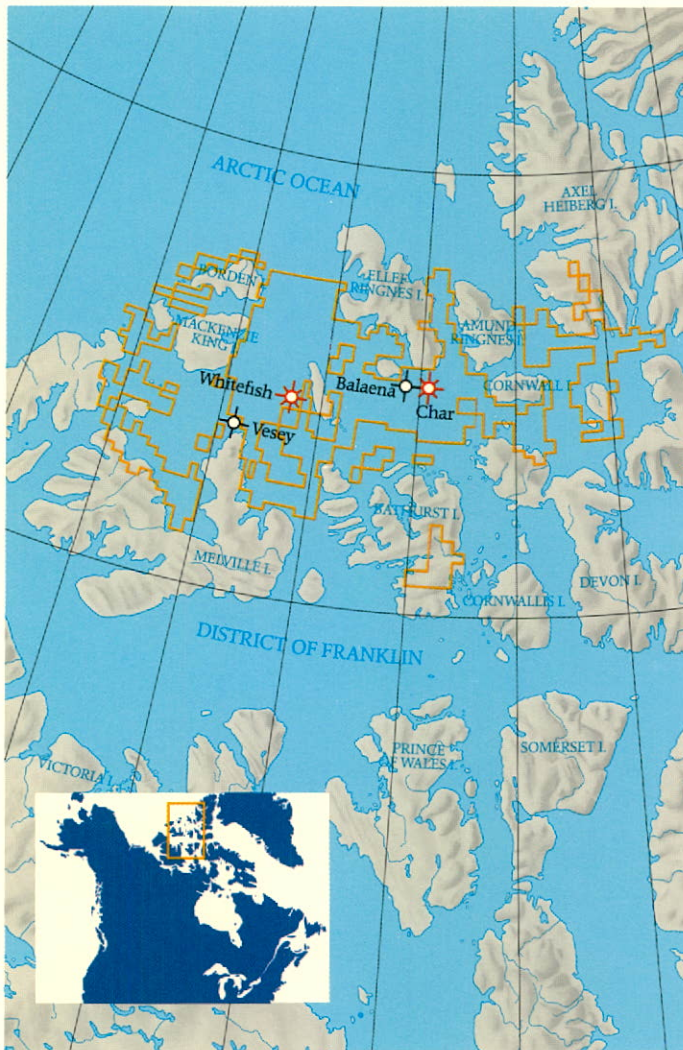 ARCTIC OCEAN
AXEL
HEIBERG I.
BORDEN I.
ELLEF
RINGNES I.
MACKENZIE
KING I.
AMUND
RINGNES I.
Whitefish
Balaena
CORNWALL I.
Char
Vesey
BATHURST I.
MELVILLE I.
DEVON I.
CORNWALLIS I.
DISTRICT OF FRANKLIN
PRINCE
OF WALES I.
SOMERSET I.
VICTORIA I.